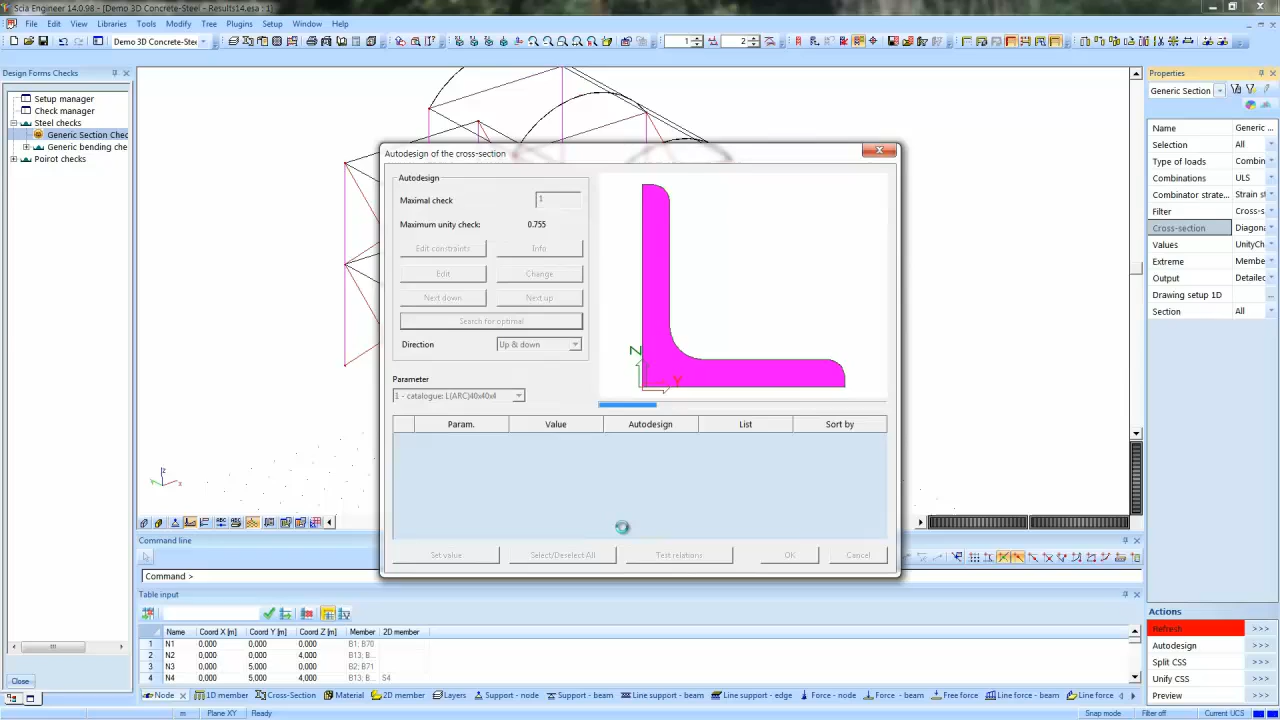 Scia Engineer 14.0.98 - [Demo 3D Concrete-Steel - Results14.esa : 1]
File Edit View Libraries Tools Modify Tree Plugins Setup Window Help
Demo 3D Concrete-Stee 1 2
Design Forms Checks
Setup manager
Check manager
Steel checks
Generic Section Chec
Generic bending che
Poirot checks
Close
Autodesign of the cross-section
Autodesign
Maximal check 1
Maximum unity check: 0.755
Edit constraints Info
Edit Change
Next down Next up
Search for optimal
Direction Up & down
Parameter
1 - catalogue: L(ARC)40x40x4
N
Y
Param. Value Autodesign List Sort by
Set value Select/Deselect All Test relations OK Cancel
z
x
Properties
Generic Section
Name Generic ...
Selection All
Type of loads Combin
Combinations ULS
Combinator strate... Strain st
Filter Cross-s
Cross-section Diagona
Values UnityCh
Extreme Membe
Output Detailed
Drawing setup 1D ...
Section All
Actions
Refresh >>>
Autodesign >>>
Split CSS >>>
Unify CSS >>>
Preview >>>
Command line
Command >
Table input
Name Coord X [m] Coord Y [m] Coord Z [m] Member 2D member
1 N1 0,000 0,000 0,000 B1; B70
2 N2 0,000 0,000 4,000 B13; B...
3 N3 0,000 5,000 0,000 B2; B71
4 N4 0,000 5,000 4,000 B13; B... S4
Node 1D member Cross-Section Material 2D member Layers Support - node Support - beam Line support - beam Line support - edge Force - node Force - beam Free force Line force - beam Line force
m Plane XY Ready Snap mode Filter off Current UCS